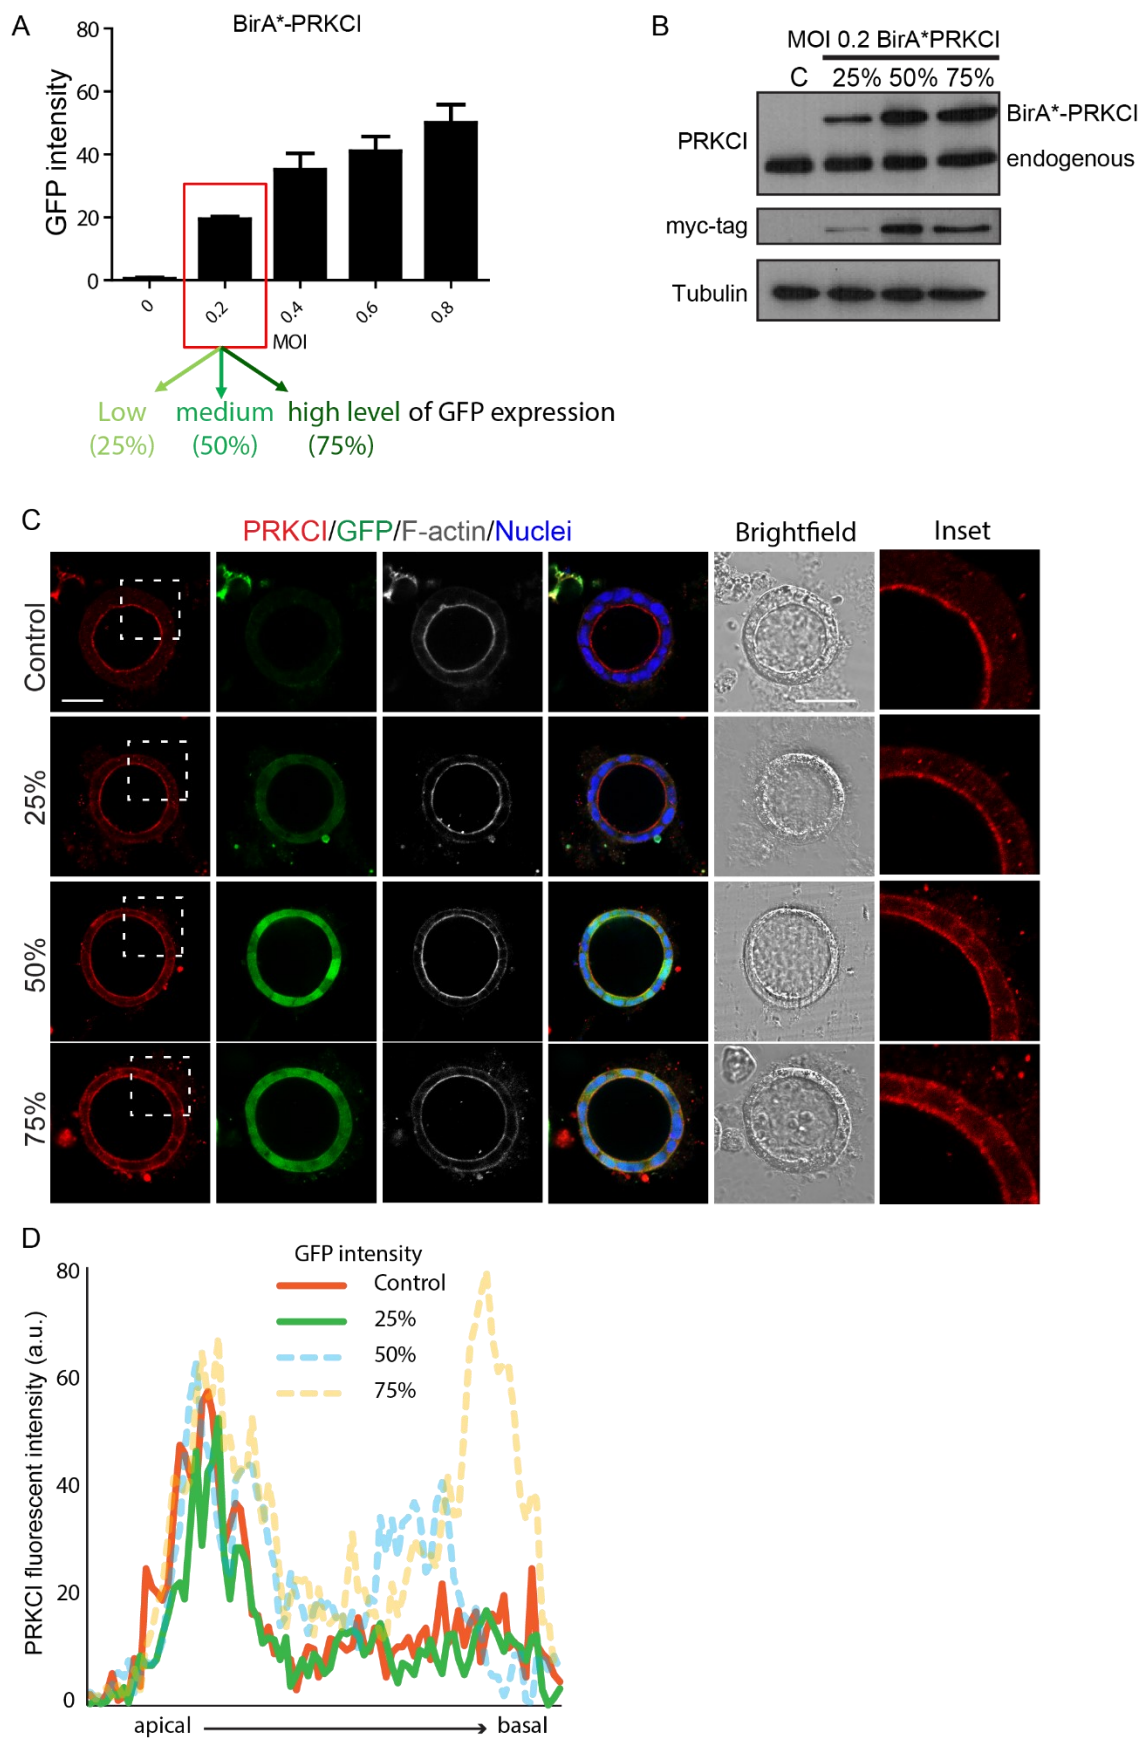 A
BirA*-PRKCI
GFP intensity
80
60
40
20
0
0
0.2
0.4
0.6
0.8
MOI
Low medium high level of GFP expression
(25%) (50%) (75%)
B
MOI 0.2 BirA*PRKCI
C 25% 50% 75%
PRKCI
BirA*-PRKCI
endogenous
myc-tag
Tubulin
C
PRKCI/GFP/F-actin/Nuclei
Brightfield
Inset
Control
25%
50%
75%
D
GFP intensity
Control
25%
50%
75%
PRKCI fluorescent intensity (a.u.)
80
60
40
20
0
apical
basal